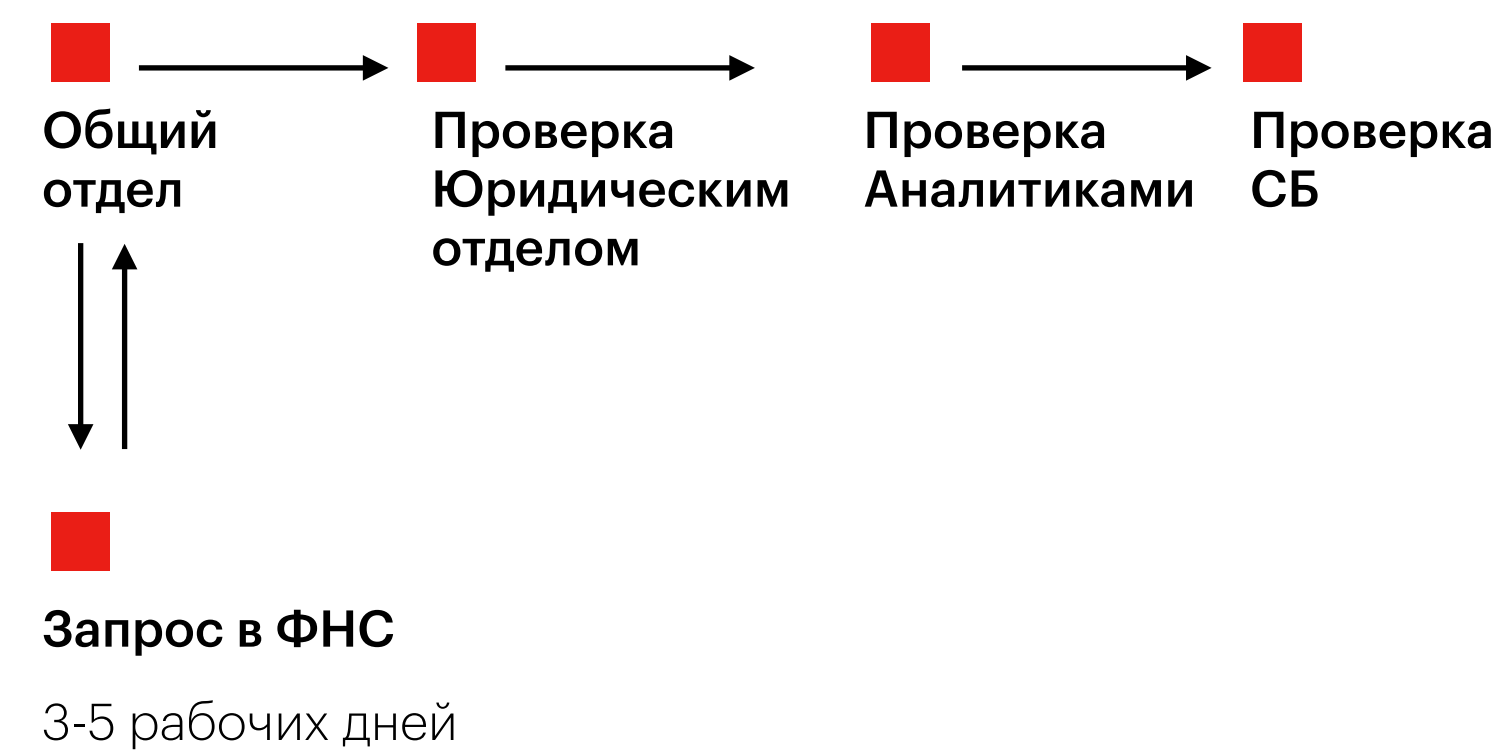 Общий
отдел
Проверка
Юридическим
отделом
Проверка
Аналитиками
Проверка
СБ
Запрос в ФНС
3-5 рабочих дней